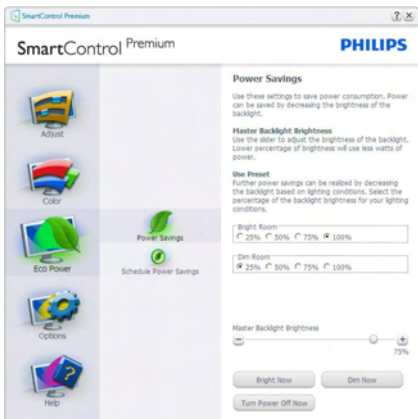 SmartControl Premium
SmartControl Premium
PHILIPS
Adjust
Color
Eco Power
Options
Help
Power Savings
Schedule Power Savings
Power Savings
Use these settings to save power consumption. Power
can be saved by decreasing the brightness of the
backlight.
Master Backlight Brightness
Use the slider to adjust the brightness of the backlight.
Lower percentage of brightness will use less watts of
power.
Use Preset
Further power savings can be realized by decreasing
the backlight based on lighting conditions. Select the
percentage of the backlight brightness for your lighting
conditions.
Bright Room
25% 50% 75% 100%
Dim Room
25% 50% 75% 100%
Master Backlight Brightness
75%
Bright Now
Dim Now
Turn Power Off Now